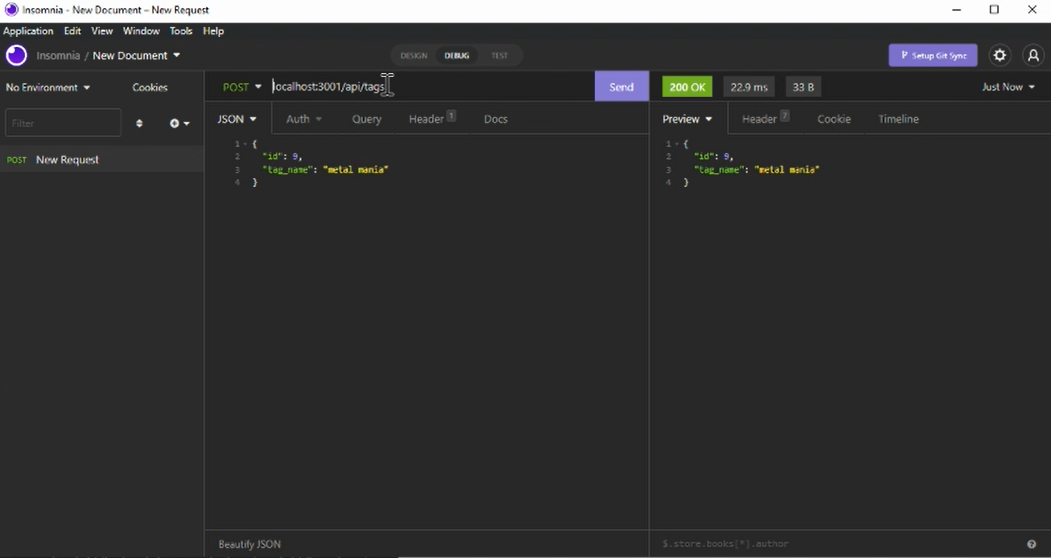 Insomnia - New Document – New Request
Application Edit View Window Tools Help
Insomnia / New Document
DESIGN DEBUG TEST
Setup Git Sync
No Environment
Cookies
POST localhost:3001/api/tags
Send
200 OK 22.9 ms 33 B
Just Now
Filter
JSON Auth Query Header 1 Docs
Preview Header 7 Cookie Timeline
POST New Request
1 {
2 "id": 9,
3 "tag_name": "metal mania"
4 }
1 {
2 "id": 9,
3 "tag_name": "metal mania"
4 }
Beautify JSON
$.store.books[*].author